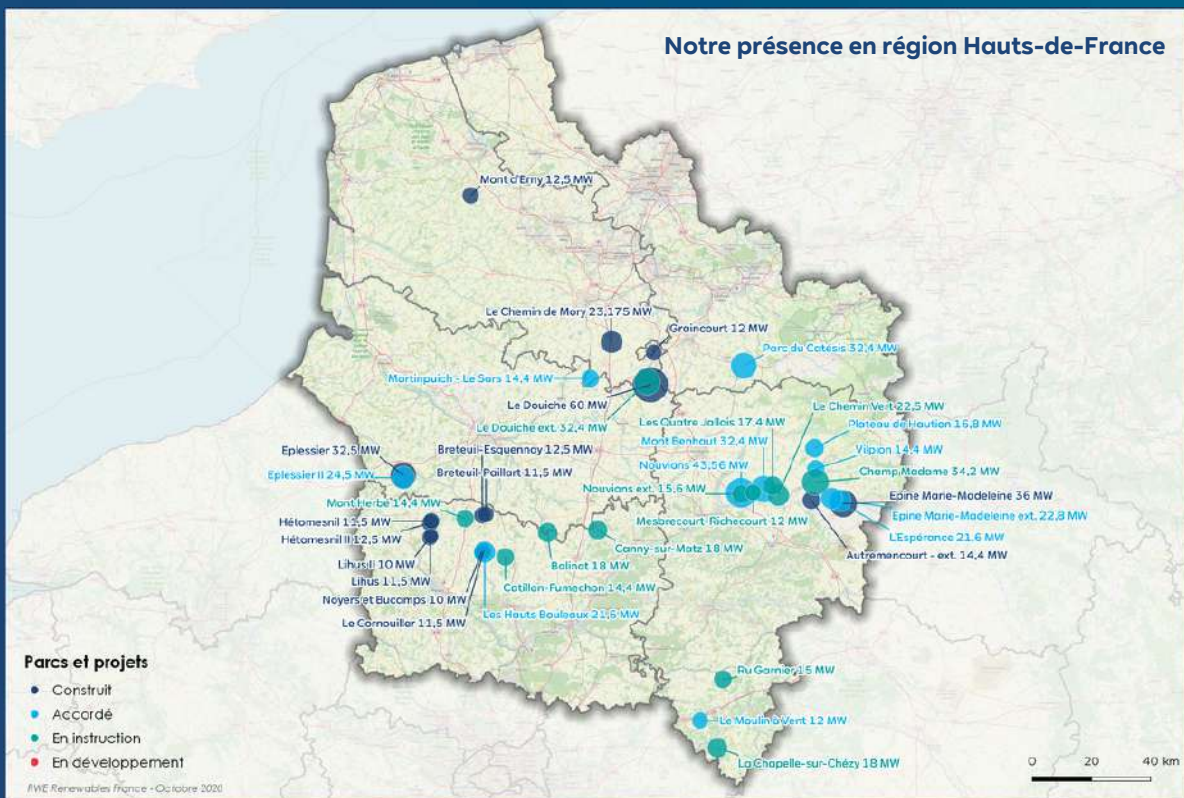 Notre présence en région Hauts-de-France
Mont d'Erny 12,5 MW
Le Chemin de Mory 23,175 MW
Graincourt 12 MW
Parc du Catésis 32,4 MW
Martinpuich - Le Sars 14,4 MW
Le Douiche 60 MW
Le Douiche ext. 32,4 MW
Les Quatre Jallois 17,4 MW
Le Chemin Vert 22,5 MW
Plateau de Haution 16,8 MW
Mont Benhaut 32,4 MW
Vilpion 14,4 MW
Eplessier 32,5 MW
Breteuil-Esquennoy 12,5 MW
Nouvions 43,56 MW
Champ Madame 34,2 MW
Eplessier II 24,5 MW
Breteuil-Paillart 11,5 MW
Nouvions ext. 15,6 MW
Epine Marie-Madeleine 36 MW
Mont Herbé 14,4 MW
Mesbrecourt-Richecourt 12 MW
Epine Marie-Madeleine ext. 22,8 MW
Hétomesnil 11,5 MW
Canny-sur-Matz 18 MW
L'Espérance 21,6 MW
Hétomesnil II 12,5 MW
Autremencourt - ext. 14,4 MW
Lihus II 10 MW
Balinot 18 MW
Lihus 11,5 MW
Catillon-Fumechon 14,4 MW
Noyers et Bucamps 10 MW
Les Hauts Bouleaux 21,6 MW
Le Cornouiller 11,5 MW
Ru Garnier 15 MW
Le Moulin à Vent 12 MW
La Chapelle-sur-Chézy 18 MW
Parcs et projets
Construit
Accordé
En instruction
En développement
RWE Renewables France - Octobre 2020
0 20 40 km